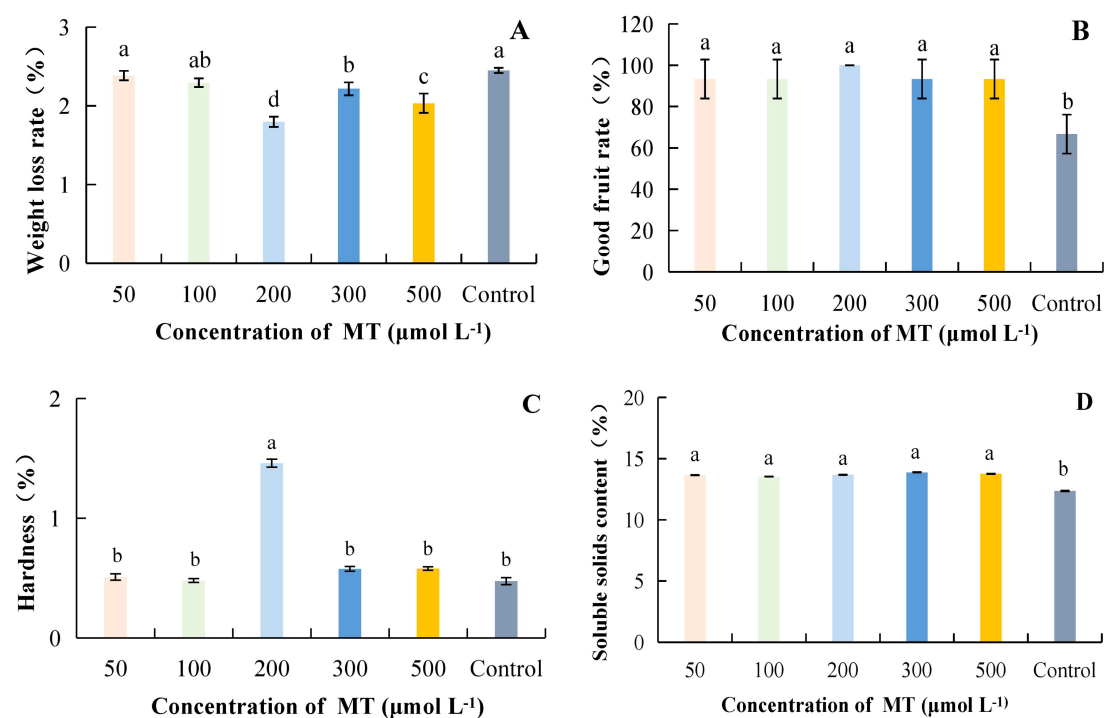 A
Weight loss rate（%）
3
2
1
0
a
ab
d
b
c
a
50 100 200 300 500 Control
Concentration of MT (μmol L-1)
B
Good fruit rate（%）
120
100
80
60
40
20
0
a
a
a
a
a
b
50 100 200 300 500 Control
Concentration of MT (μmol L-1)
C
Hardness（%）
2
1
0
b
b
a
b
b
b
50 100 200 300 500 Control
Concentration of MT (μmol L-1)
D
Soluble solids content（%）
20
15
10
5
0
a
a
a
a
a
b
50 100 200 300 500 Control
Concentration of MT (μmol L-1)